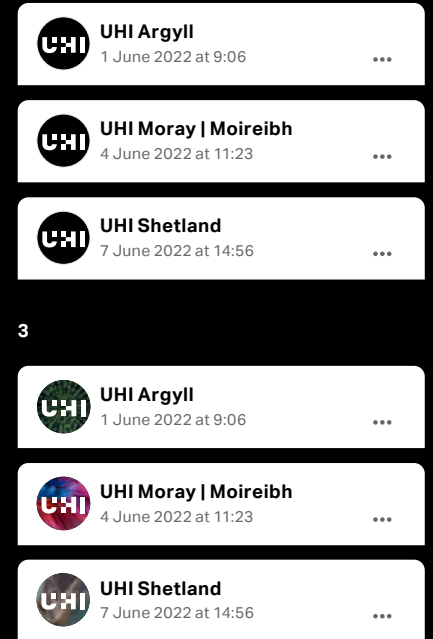 UHI
UHI Argyll
1 June 2022 at 9:06
UHI
UHI Moray | Moireibh
4 June 2022 at 11:23
UHI
UHI Shetland
7 June 2022 at 14:56
3
UHI
UHI Argyll
1 June 2022 at 9:06
UHI
UHI Moray | Moireibh
4 June 2022 at 11:23
UHI
UHI Shetland
7 June 2022 at 14:56